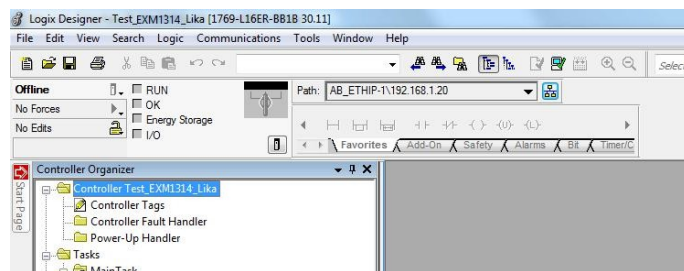 Logix Designer - Test_EXM1314_Lika [1769-L16ER-BB1B 30.11]
File Edit View Search Logic Communications Tools Window Help
Selec
Offline
RUN
Path: AB_ETHIP-1\192.168.1.20
No Forces
OK
Energy Storage
No Edits
I/O
Favorites Add-On Safety Alarms Bit Timer/C
Controller Organizer
Start Page
Controller Test_EXM1314_Lika
Controller Tags
Controller Fault Handler
Power-Up Handler
Tasks
MainTask